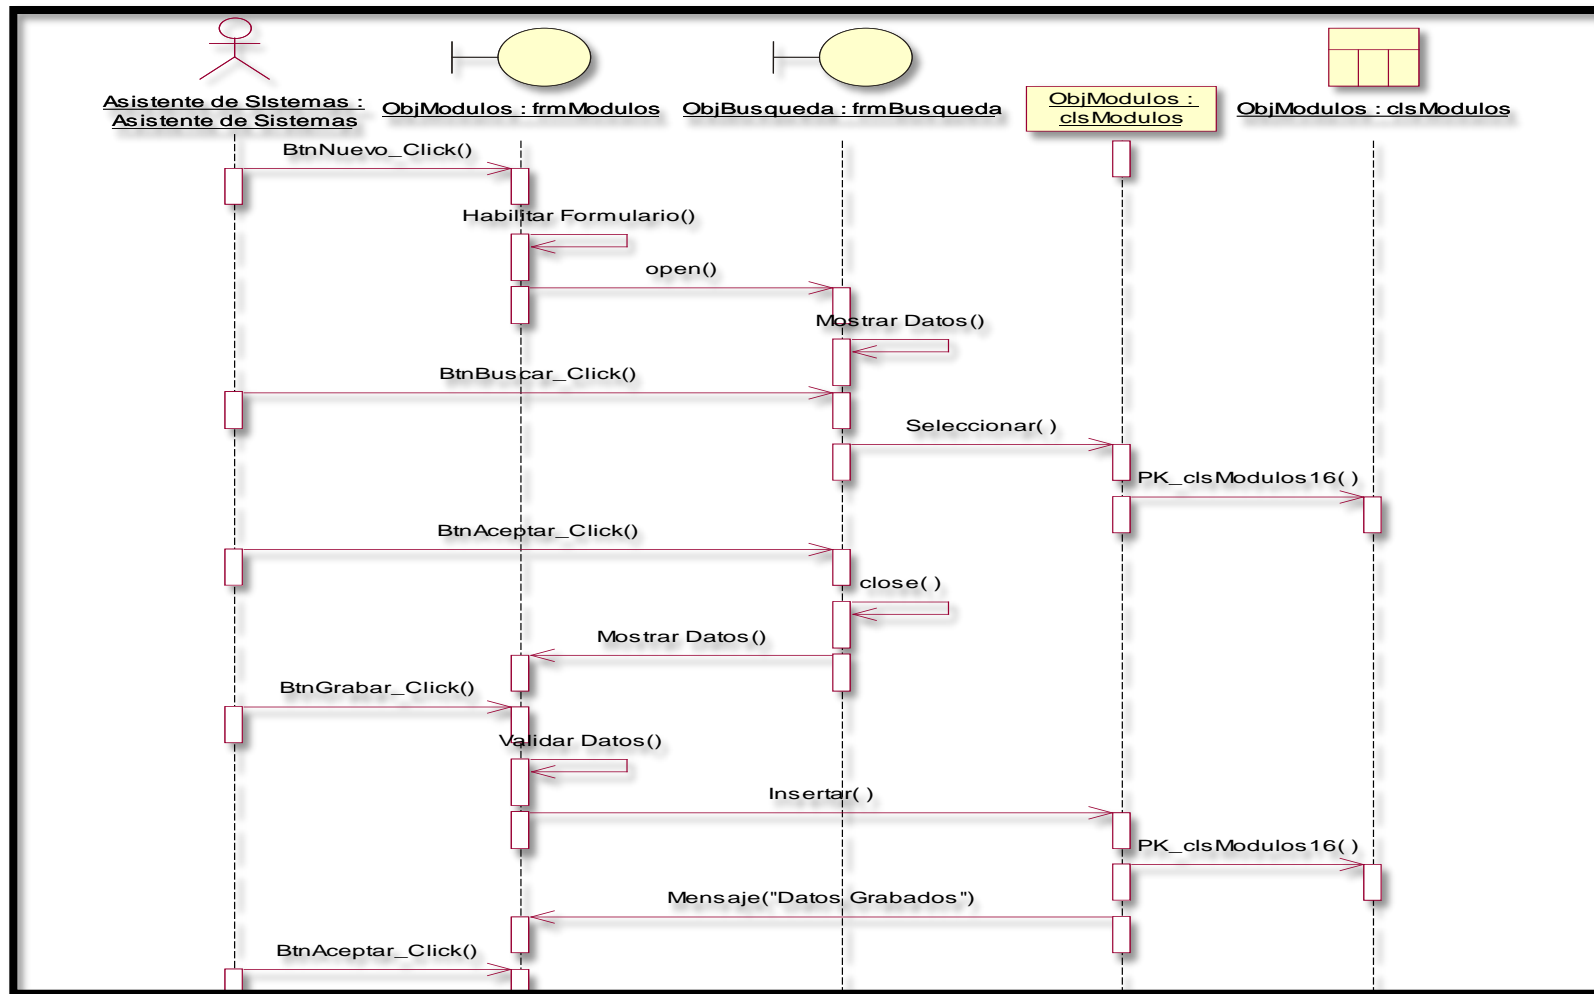 Asistente de SIstemas :
Asistente de Sistemas
ObjModulos : frmModulos
ObjBusqueda : frmBusqueda
ObjModulos :
clsModulos
ObjModulos : clsModulos
BtnNuevo_Click()
Habilitar Formulario()
open()
Mostrar Datos()
BtnBuscar_Click()
Seleccionar( )
PK_clsModulos16( )
BtnAceptar_Click()
close( )
Mostrar Datos()
BtnGrabar_Click()
Validar Datos()
Insertar( )
PK_clsModulos16( )
Mensaje("Datos Grabados")
BtnAceptar_Click()